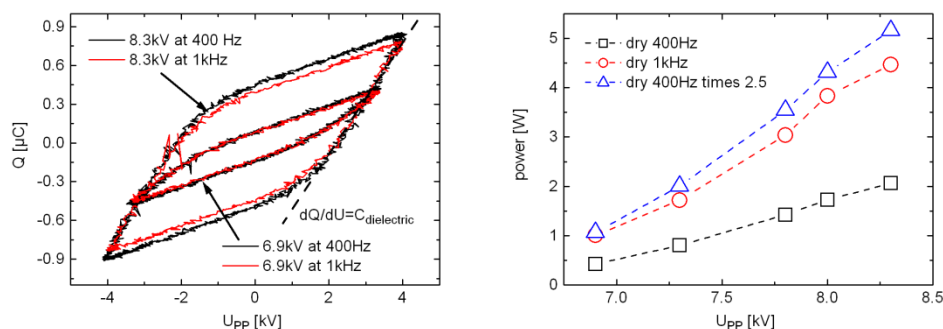 0.9
0.6
0.3
0.0
-0.3
-0.6
-0.9
Q [µC]
8.3kV at 400 Hz
8.3kV at 1kHz
dQ/dU=C_dielectric
6.9kV at 400Hz
6.9kV at 1kHz
-4 -2 0 2 4
U_PP [kV]
5
4
3
2
1
0
power [W]
dry 400Hz
dry 1kHz
dry 400Hz times 2.5
7.0 7.5 8.0 8.5
U_PP [kV]